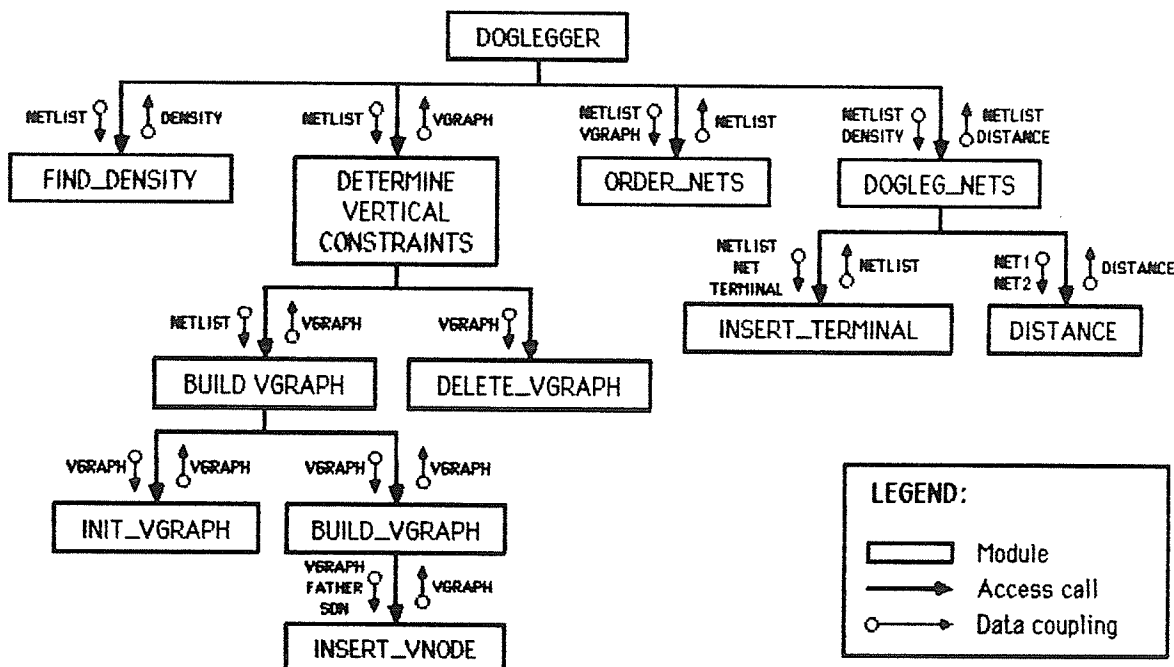 DOGLEGGER
NETLIST
DENSITY
NETLIST
VGRAPH
NETLIST
VGRAPH
NETLIST
NETLIST
DENSITY
NETLIST
DISTANCE
FIND_DENSITY
DETERMINE
VERTICAL
CONSTRAINTS
ORDER_NETS
DOGLEG_NETS
NETLIST
NET
TERMINAL
NETLIST
NET1
NET2
DISTANCE
INSERT_TERMINAL
DISTANCE
NETLIST
VGRAPH
VGRAPH
BUILD VGRAPH
DELETE_VGRAPH
VGRAPH
VGRAPH
VGRAPH
VGRAPH
INIT_VGRAPH
BUILD_VGRAPH
VGRAPH
FATHER
SON
VGRAPH
INSERT_VNODE
LEGEND:
Module
Access call
Data coupling